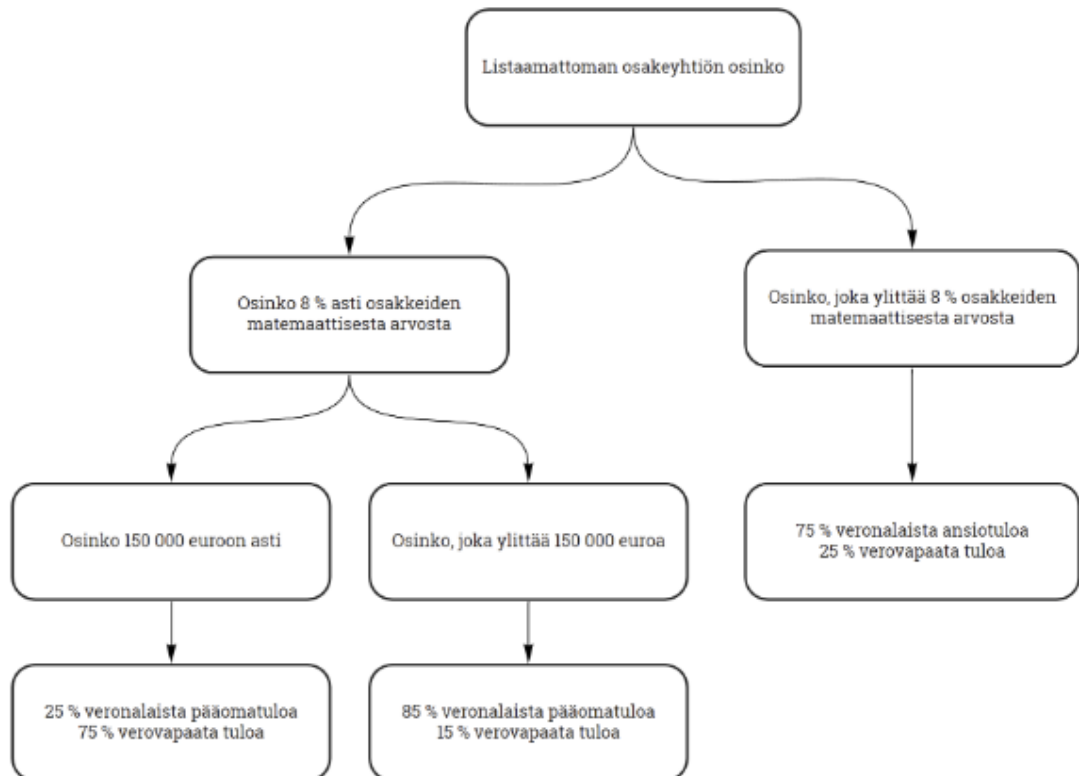 Listaamattoman osakeyhtiön osinko
Osinko 8 % asti osakkeiden
matemaattisesta arvosta
Osinko, joka ylittää 8 % osakkeiden
matemaattisesta arvosta
Osinko 150 000 euroon asti
Osinko, joka ylittää 150 000 euroa
75 % veronalaista ansiotuloa
25 % verovapaata tuloa
25 % veronalaista pääomatuloa
75 % verovapaata tuloa
85 % veronalaista pääomatuloa
15 % verovapaata tuloa